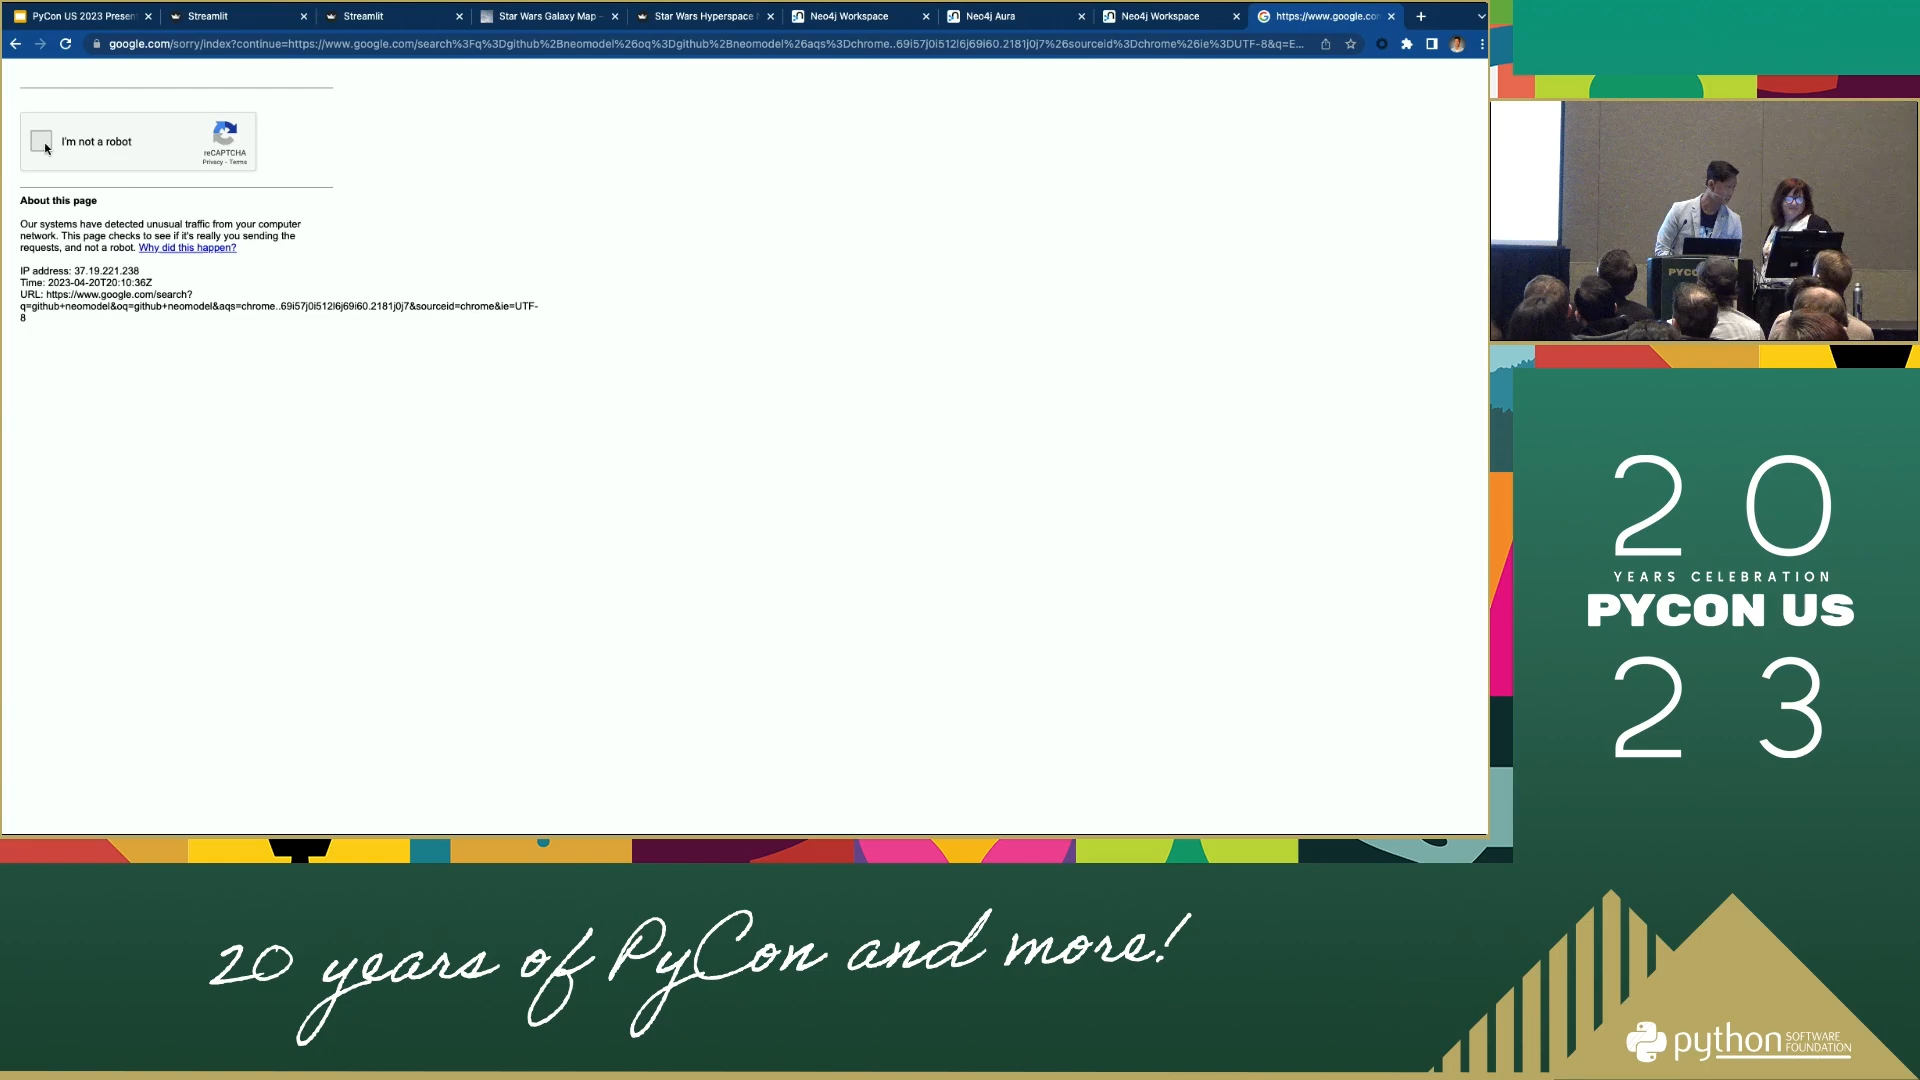 PyCon US 2023 Presen
Streamlit
Streamlit
Star Wars Galaxy Map
Star Wars Hyperspace
Neo4j Workspace
Neo4j Aura
Neo4j Workspace
https://www.google.co
google.com/sorry/index?continue=https://www.google.com/search%3Fq%3Dgithub%2Bneomodel%26oq%3Dgithub%2Bneomodel%26aqs%3Dchrome..69i57j0i512l6j69i60.2181j0j7%26sourceid%3Dchrome%26ie%3DUTF-8&q=E...
I'm not a robot
reCAPTCHA
Privacy - Terms
About this page
Our systems have detected unusual traffic from your computer
network. This page checks to see if it's really you sending the
requests, and not a robot. Why did this happen?
IP address: 37.19.221.238
Time: 2023-04-20T20:10:36Z
URL: https://www.google.com/search?
q=github+neomodel&oq=github+neomodel&aqs=chrome..69i57j0i512l6j69i60.2181j0j7&sourceid=chrome&ie=UTF-
8
PYCO
20
YEARS CELEBRATION
PYCON US
23
20 years of PyCon and more!
python
SOFTWARE
FOUNDATION